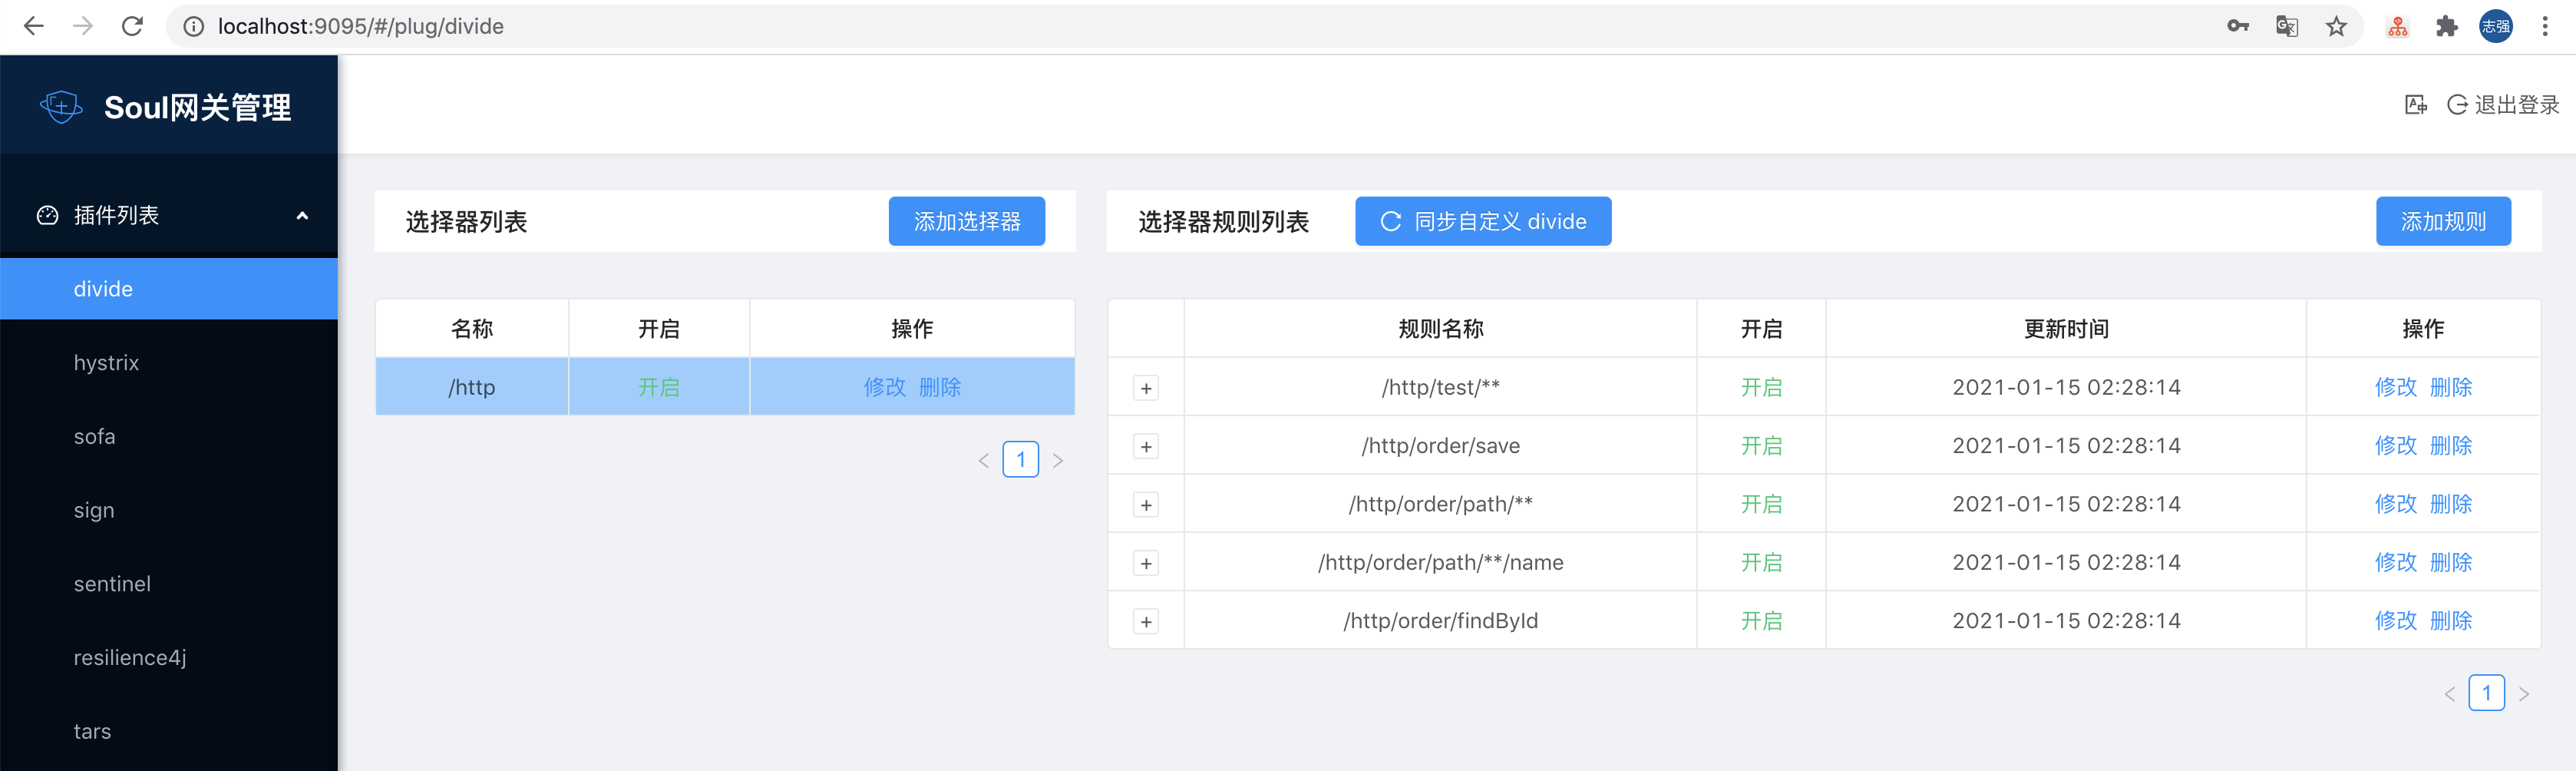 localhost:9095/#/plug/divide
志强
Soul网关管理
退出登录
插件列表
divide
hystrix
sofa
sign
sentinel
resilience4j
tars
选择器列表 添加选择器
名称 开启 操作
/http 开启 修改 删除
1
选择器规则列表 同步自定义 divide 添加规则
规则名称 开启 更新时间 操作
/http/test/** 开启 2021-01-15 02:28:14 修改 删除
/http/order/save 开启 2021-01-15 02:28:14 修改 删除
/http/order/path/** 开启 2021-01-15 02:28:14 修改 删除
/http/order/path/**/name 开启 2021-01-15 02:28:14 修改 删除
/http/order/findById 开启 2021-01-15 02:28:14 修改 删除
1